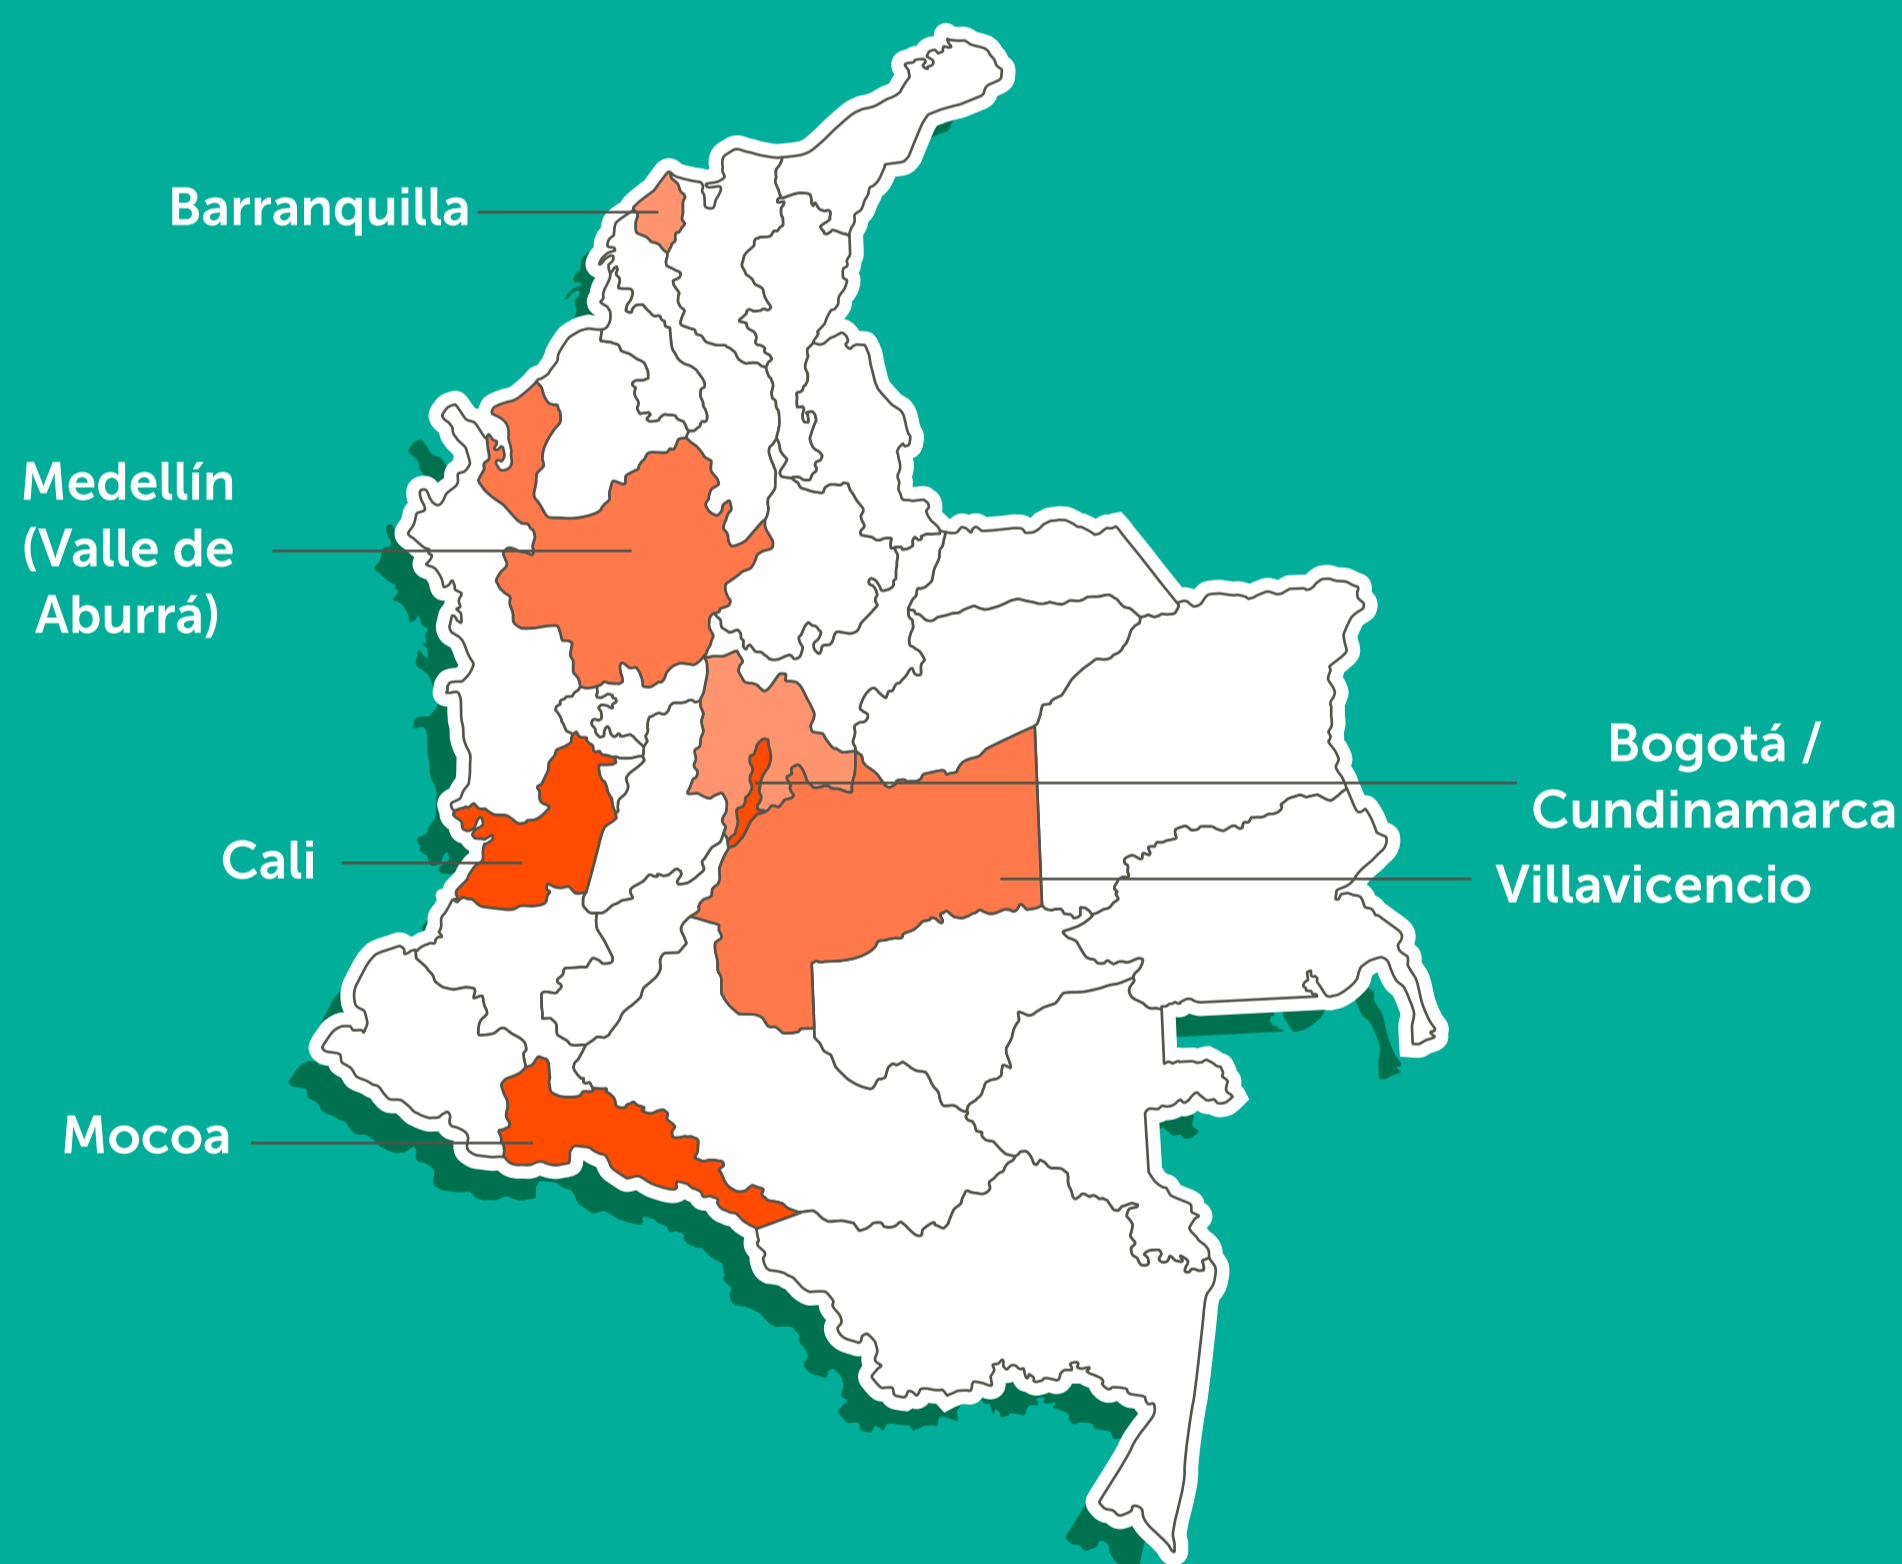 Barranquilla
Medellín
(Valle de
Aburrá)
Bogotá /
Cundinamarca
Cali
Villavicencio
Mocoa